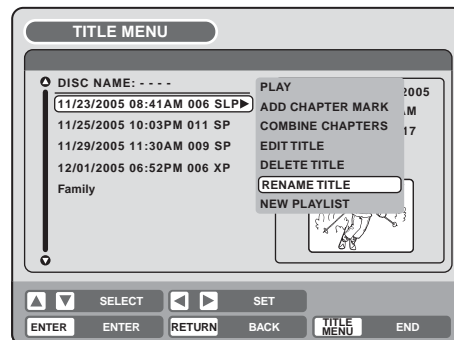 TITLE MENU
DISC NAME: - - - -
11/23/2005 08:41AM 006 SLP
11/25/2005 10:03PM 011 SP
11/29/2005 11:30AM 009 SP
12/01/2005 06:52PM 006 XP
Family
PLAY
ADD CHAPTER MARK
COMBINE CHAPTERS
EDIT TITLE
DELETE TITLE
RENAME TITLE
NEW PLAYLIST
2005
AM
17
SELECT SET
ENTER ENTER RETURN BACK TITLE MENU END